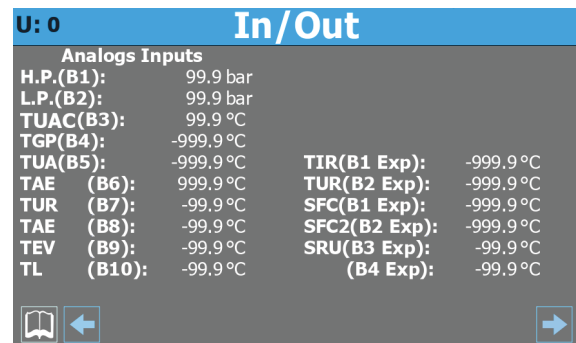 U: 0 In/Out
Analogs Inputs
H.P.(B1): 99.9 bar
L.P.(B2): 99.9 bar
TUAC(B3): 99.9 °C
TGP(B4): -999.9 °C
TUA(B5): -999.9 °C TIR(B1 Exp): -999.9 °C
TAE (B6): 999.9 °C TUR(B2 Exp): -999.9 °C
TUR (B7): -99.9 °C SFC(B1 Exp): -999.9 °C
TAE (B8): -99.9 °C SFC2(B2 Exp): -999.9 °C
TEV (B9): -99.9 °C SRU(B3 Exp): -99.9 °C
TL (B10): -99.9 °C (B4 Exp): -99.9 °C